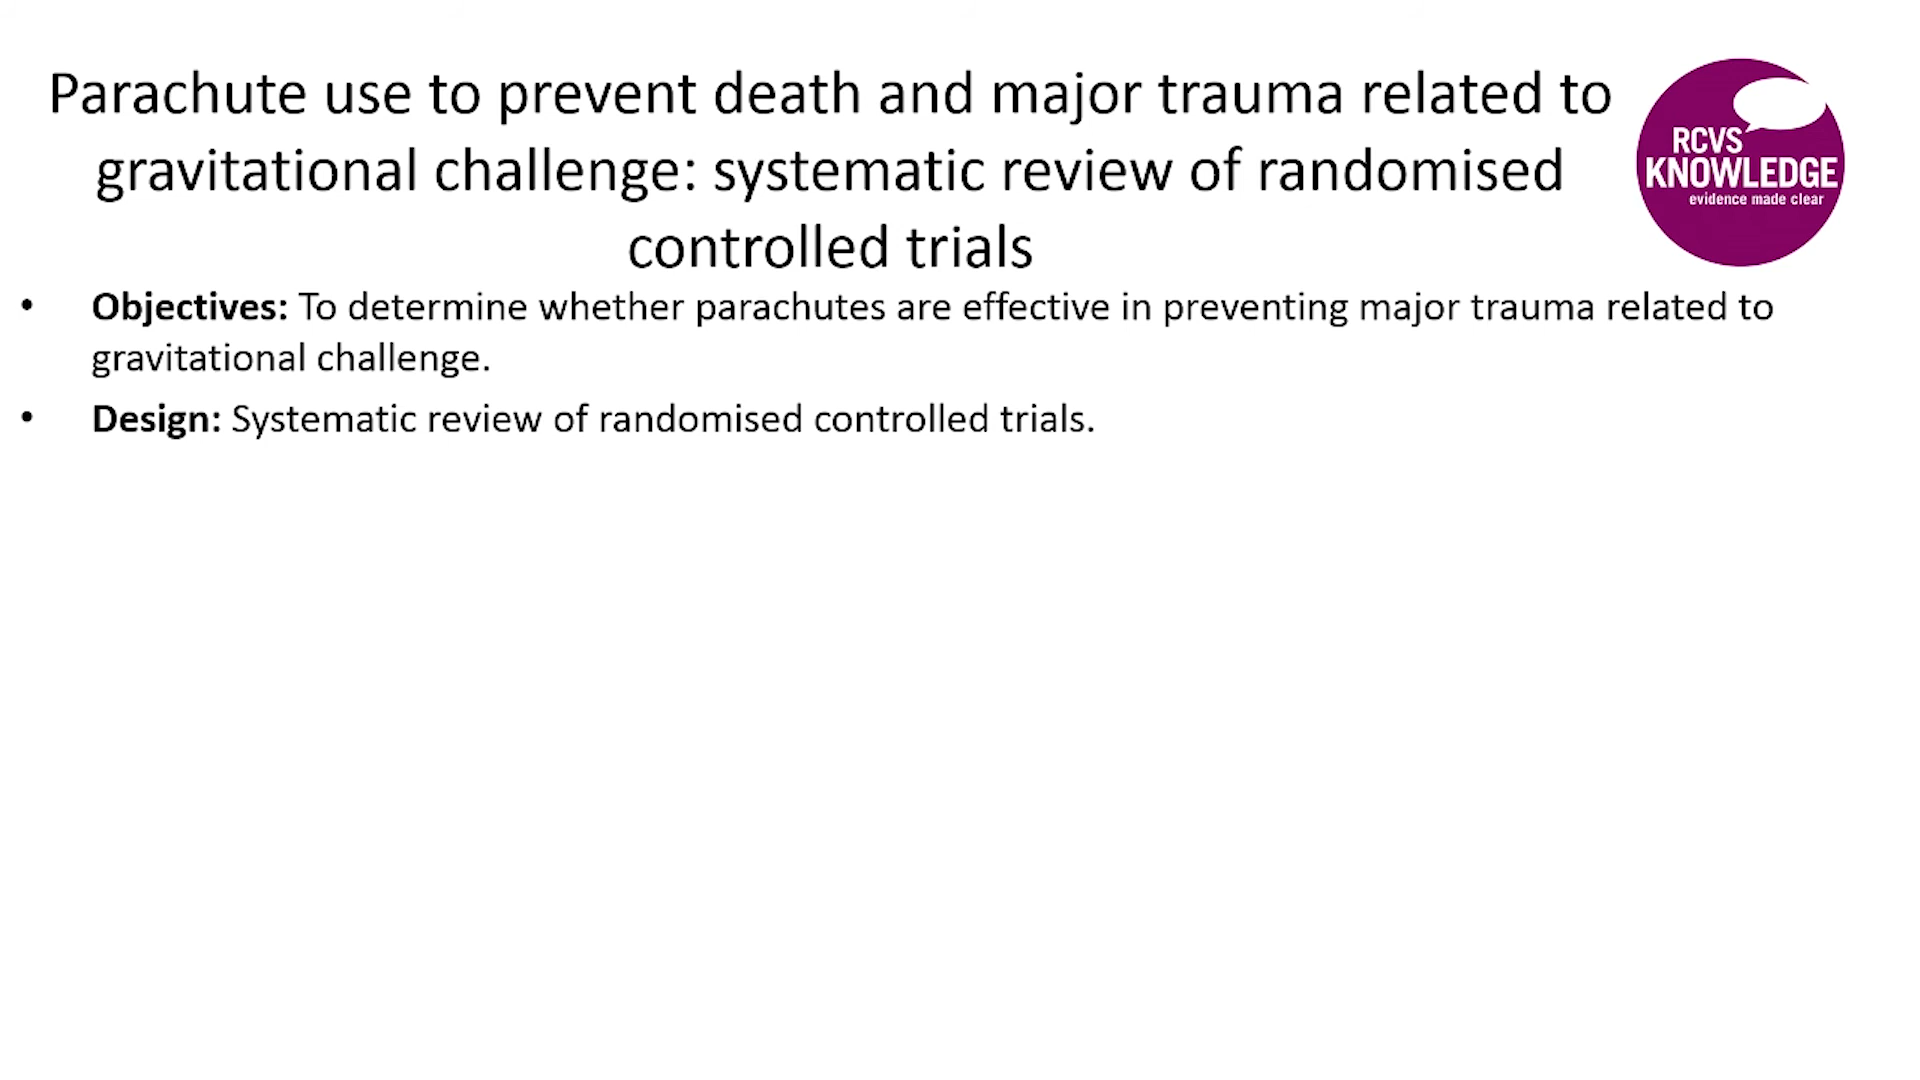 Parachute use to prevent death and major trauma related to
gravitational challenge: systematic review of randomised
controlled trials
RCVS
KNOWLEDGE
evidence made clear
• Objectives: To determine whether parachutes are effective in preventing major trauma related to
gravitational challenge.
• Design: Systematic review of randomised controlled trials.